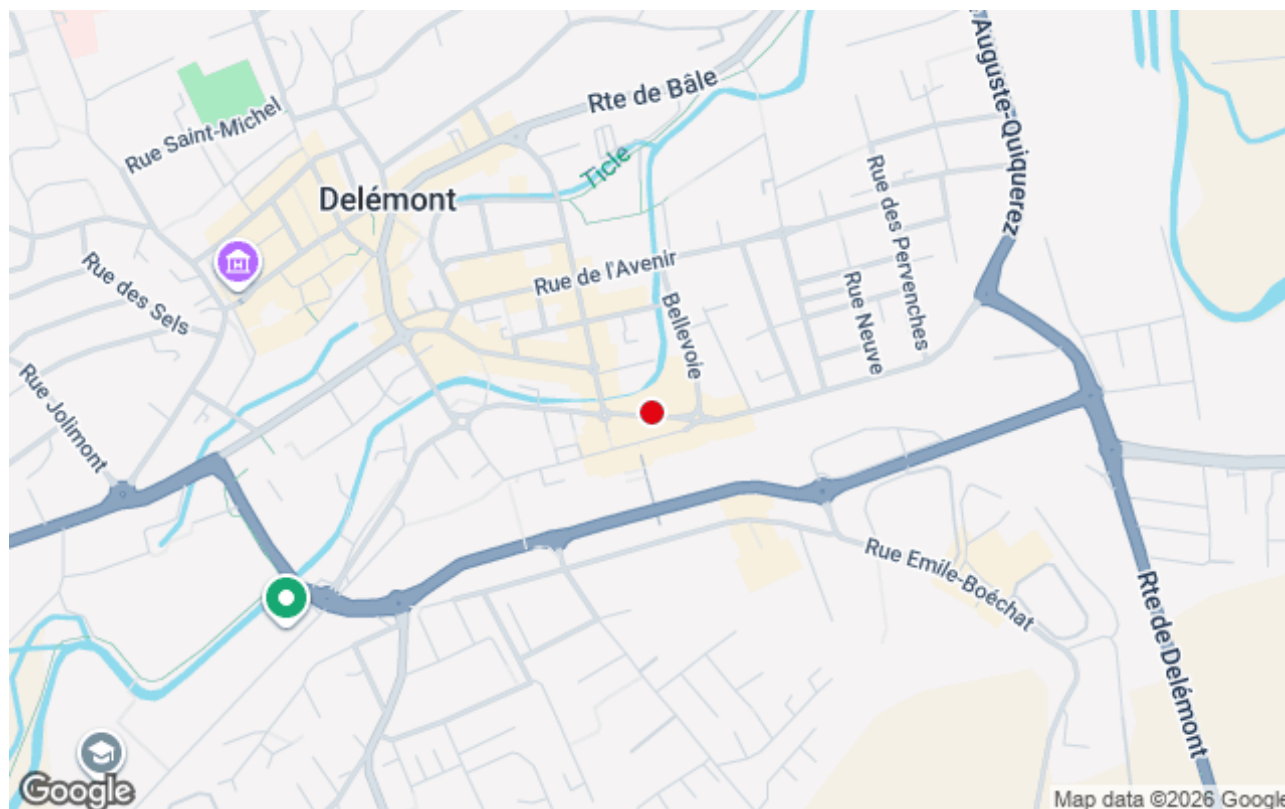 Rte de Bâle
Auguste-Quiquerez
Rue Saint-Michel
Ticle
Delémont
Rue des Pervenches
Rue de l'Avenir
Rue des Sels
Bellevoie
Rue Neuve
Rue Jolimont
Rue Emile-Boéchat
Rte de Delémont
H
Google
Map data ©2026 Google